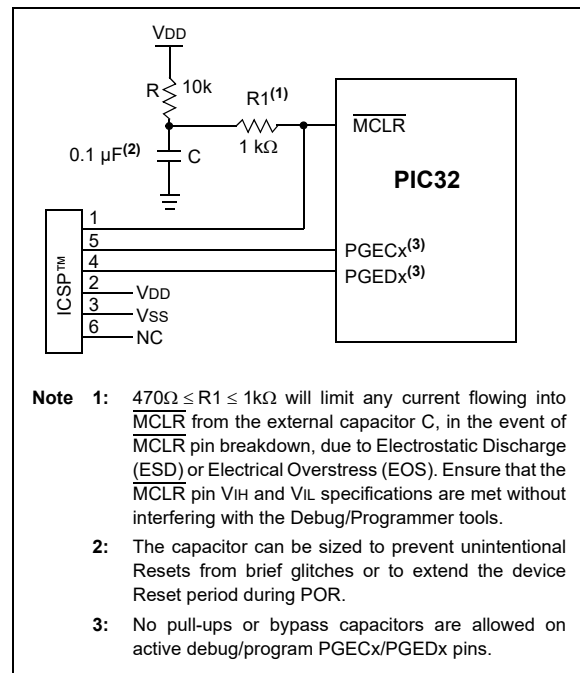 VDD
R 10k
R1(1)
1 kΩ
MCLR
0.1 µF(2)
C
PIC32
ICSP™
1
5
4
2
3
6
PGECx(3)
PGEDx(3)
VDD
VSS
NC
Note 1: 470Ω ≤ R1 ≤ 1kΩ will limit any current flowing into
MCLR from the external capacitor C, in the event of
MCLR pin breakdown, due to Electrostatic Discharge
(ESD) or Electrical Overstress (EOS). Ensure that the
MCLR pin VIH and VIL specifications are met without
interfering with the Debug/Programmer tools.
2: The capacitor can be sized to prevent unintentional
Resets from brief glitches or to extend the device
Reset period during POR.
3: No pull-ups or bypass capacitors are allowed on
active debug/program PGECx/PGEDx pins.